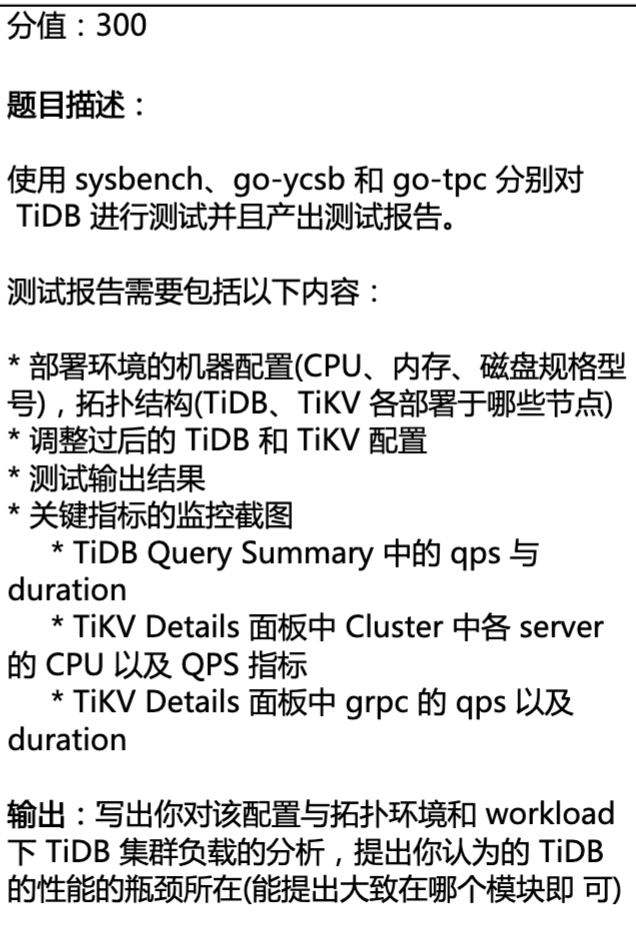 分值：300
题目描述：
使用 sysbench、go-ycsb 和 go-tpc 分别对
TiDB 进行测试并且产出测试报告。
测试报告需要包括以下内容：
* 部署环境的机器配置(CPU、内存、磁盘规格型
号)，拓扑结构(TiDB、TiKV 各部署于哪些节点)
* 调整过后的 TiDB 和 TiKV 配置
* 测试输出结果
* 关键指标的监控截图
* TiDB Query Summary 中的 qps 与
duration
* TiKV Details 面板中 Cluster 中各 server
的 CPU 以及 QPS 指标
* TiKV Details 面板中 grpc 的 qps 以及
duration
输出：写出你对该配置与拓扑环境和 workload
下 TiDB 集群负载的分析，提出你认为的 TiDB
的性能的瓶颈所在(能提出大致在哪个模块即 可)